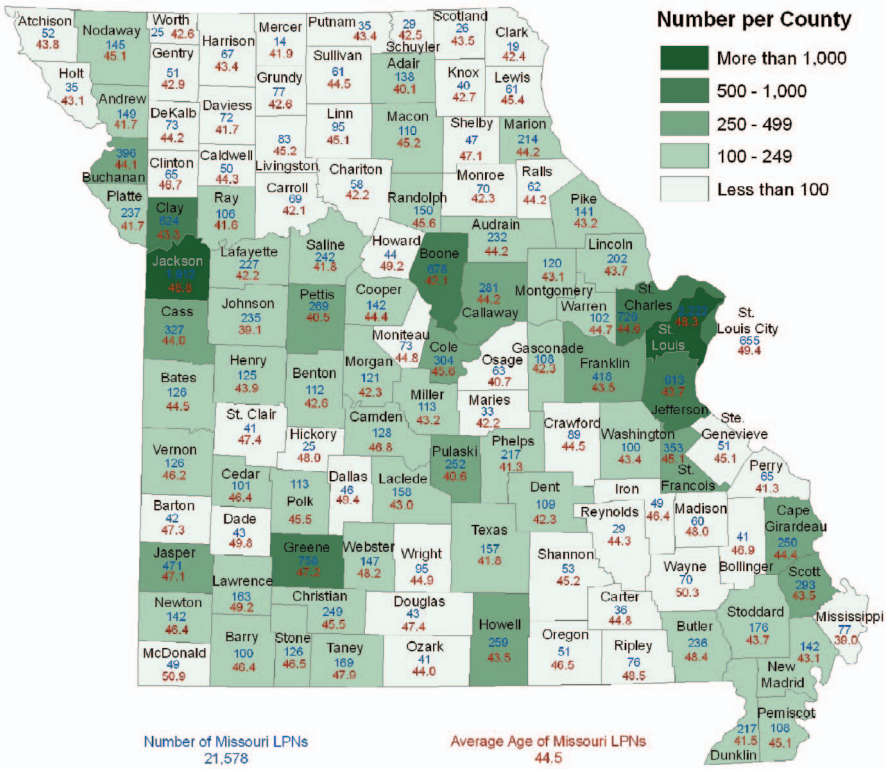 Number per County
More than 1,000
500 - 1,000
250 - 499
100 - 249
Less than 100
Atchison
52
43.8
Nodaway
145
45.1
Worth
25 42.6
Harrison
67
43.4
Mercer
14
41.9
Putnam 35
43.4
29
42.5
Schuyler
Scotland
26
43.5
Clark
19
42.4
Holt
35
43.1
Gentry
51
42.9
Grundy
77
42.6
Sullivan
61
44.5
Adair
138
40.1
Knox
40
42.7
Lewis
61
45.4
Andrew
149
41.7
DeKalb
73
44.2
Daviess
72
41.7
83
45.2
Livingston
Linn
95
45.1
Macon
110
45.2
Shelby
47
47.1
Marion
214
44.2
396
44.1
Buchanan
Clinton
65
46.7
Caldwell
50
44.3
Carroll
69
42.1
Chariton
58
42.2
Monroe
70
42.3
Ralls
62
44.2
Platte
237
41.7
Clay
624
Ray
106
41.6
Randolph
150
45.6
Audrain
232
44.2
Pike
141
43.2
Jackson
Lafayette
227
42.2
Saline
242
41.8
Howard
44
49.2
Boone
678
281
44.2
Callaway
120
43.1
Montgomery
Lincoln
202
43.7
Cass
327
44.0
Johnson
235
39.1
Pettis
269
40.5
Cooper
142
44.4
Moniteau
73
44.8
Cole
304
45.6
Osage
63
40.7
Gasconade
108
42.3
Warren
102
44.7
St.
Charles
726
St.
Louis
St.
Louis City
655
49.4
Bates
126
44.5
Henry
125
43.9
Benton
112
42.6
Morgan
121
42.3
Miller
113
43.2
Maries
33
42.2
Franklin
418
43.5
Jefferson
St. Clair
41
47.4
Hickory
25
48.0
Camden
128
46.8
Pulaski
252
40.6
Phelps
217
41.3
Crawford
89
44.5
Washington
100
43.4
353
45.1
St.
Francois
Ste.
Genevieve
51
45.1
Perry
65
41.3
Vernon
126
46.2
Cedar
101
46.4
113
Polk
45.5
Dallas
46
49.4
Laclede
158
43.0
Dent
109
42.3
Iron
49
46.4
Reynolds
29
44.3
Madison
60
48.0
41
46.9
Bollinger
Cape
Girardeau
250
44.4
Barton
42
47.3
Dade
43
49.8
Greene
758
Webster
147
48.2
Wright
95
44.9
Texas
157
41.8
Shannon
53
45.2
Wayne
70
50.3
Scott
293
43.5
Jasper
471
47.1
Lawrence
163
49.2
Christian
249
45.5
Douglas
43
47.4
Howell
259
43.5
Carter
36
44.8
Butler
236
48.4
Stoddard
176
43.7
Mississippi
77
39.0
Newton
142
46.4
McDonald
49
50.9
Barry
100
46.4
Stone
126
46.5
Taney
169
47.9
Ozark
41
44.0
Oregon
51
46.5
Ripley
76
48.5
142
43.1
New
Madrid
217
41.5
Dunklin
Pemiscot
108
45.1
Number of Missouri LPNs
21,578
Average Age of Missouri LPNs
44.5